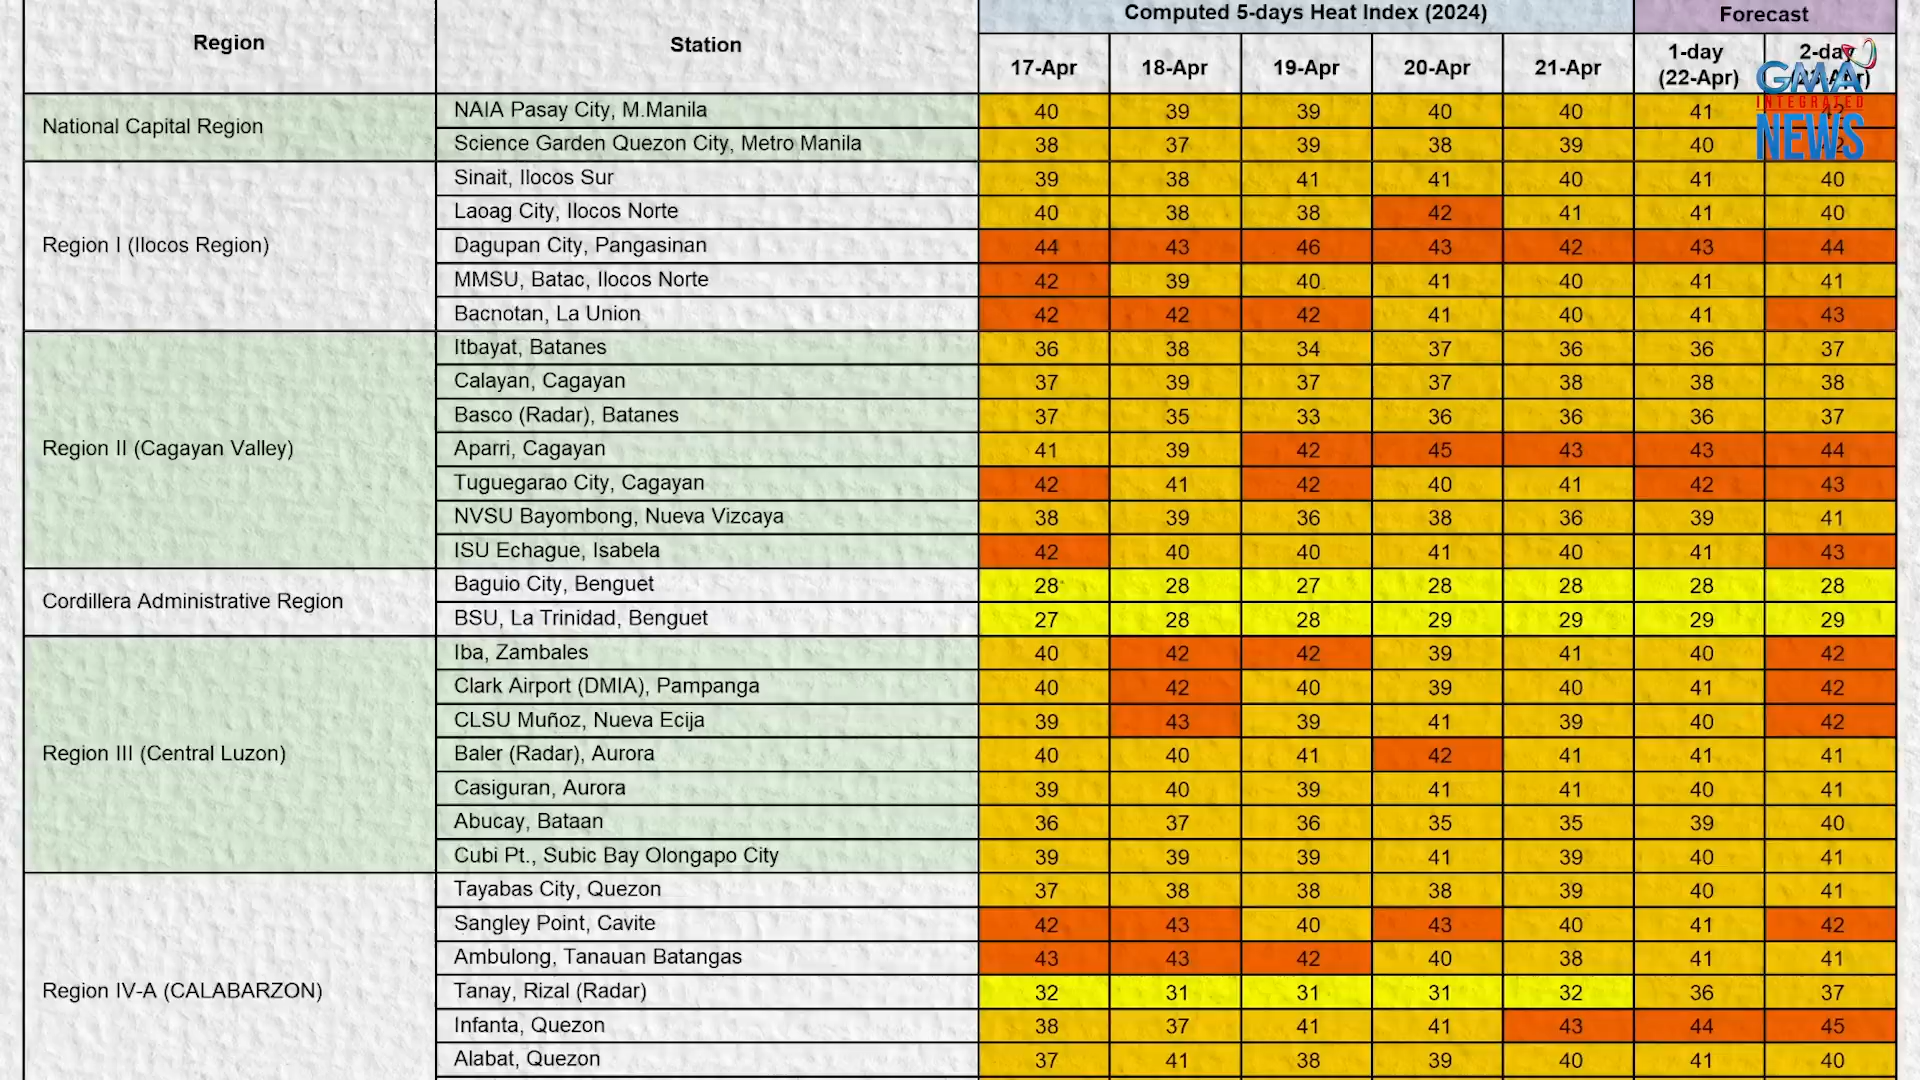 Region Station Computed 5-days Heat Index (2024) Forecast
17-Apr 18-Apr 19-Apr 20-Apr 21-Apr 1-day (22-Apr) 2-day
GMA
INTEGRATED
NEWS
National Capital Region
NAIA Pasay City, M.Manila 40 39 39 40 40 41 42
Science Garden Quezon City, Metro Manila 38 37 39 38 39 40 42
Region I (Ilocos Region)
Sinait, Ilocos Sur 39 38 41 41 40 41 40
Laoag City, Ilocos Norte 40 38 38 42 41 41 40
Dagupan City, Pangasinan 44 43 46 43 42 43 44
MMSU, Batac, Ilocos Norte 42 39 40 41 40 41 41
Bacnotan, La Union 42 42 42 41 40 41 43
Region II (Cagayan Valley)
Itbayat, Batanes 36 38 34 37 36 36 37
Calayan, Cagayan 37 39 37 37 38 38 38
Basco (Radar), Batanes 37 35 33 36 36 36 37
Aparri, Cagayan 41 39 42 45 43 43 44
Tuguegarao City, Cagayan 42 41 42 40 41 42 43
NVSU Bayombong, Nueva Vizcaya 38 39 36 38 36 39 41
ISU Echague, Isabela 42 40 40 41 40 41 43
Cordillera Administrative Region
Baguio City, Benguet 28 28 27 28 28 28 28
BSU, La Trinidad, Benguet 27 28 28 29 29 29 29
Region III (Central Luzon)
Iba, Zambales 40 42 42 39 41 40 42
Clark Airport (DMIA), Pampanga 40 42 40 39 40 41 42
CLSU Muñoz, Nueva Ecija 39 43 39 41 39 40 42
Baler (Radar), Aurora 40 40 41 42 41 41 41
Casiguran, Aurora 39 40 39 41 41 40 41
Abucay, Bataan 36 37 36 35 35 39 40
Cubi Pt., Subic Bay Olongapo City 39 39 39 41 39 40 41
Region IV-A (CALABARZON)
Tayabas City, Quezon 37 38 38 38 39 40 41
Sangley Point, Cavite 42 43 40 43 40 41 42
Ambulong, Tanauan Batangas 43 43 42 40 38 41 41
Tanay, Rizal (Radar) 32 31 31 31 32 36 37
Infanta, Quezon 38 37 41 41 43 44 45
Alabat, Quezon 37 41 38 39 40 41 40